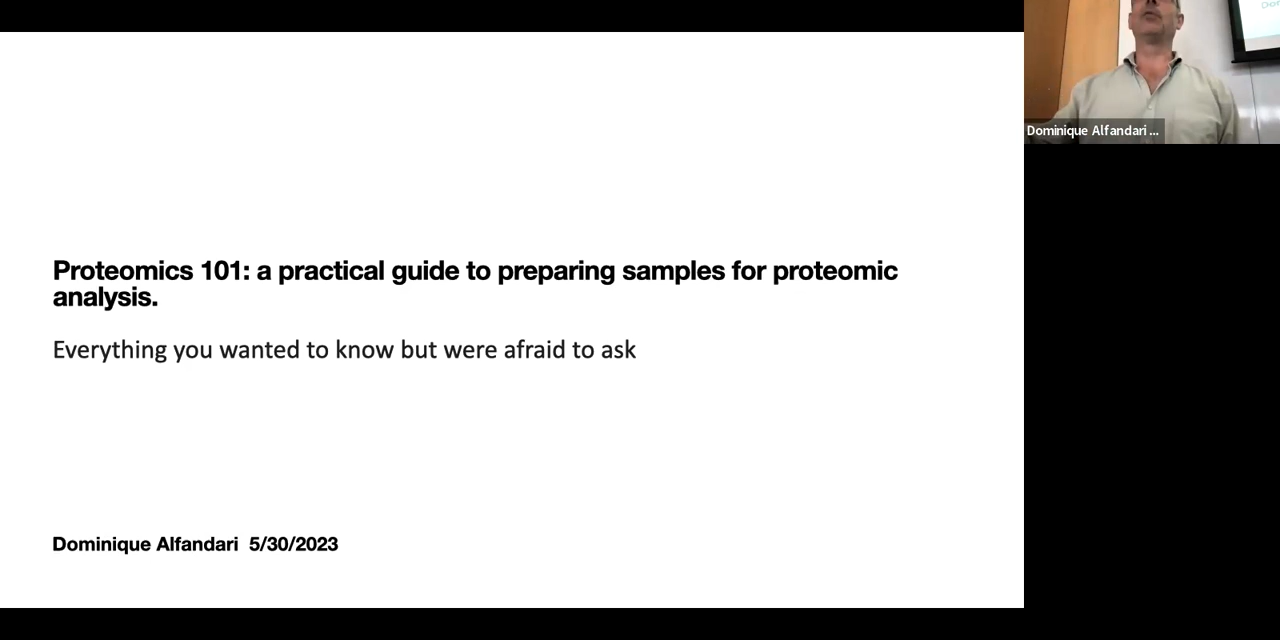 Proteomics 101: a practical guide to preparing samples for proteomic
analysis.
Everything you wanted to know but were afraid to ask
Dominique Alfandari 5/30/2023
Dominique Alfandari ...